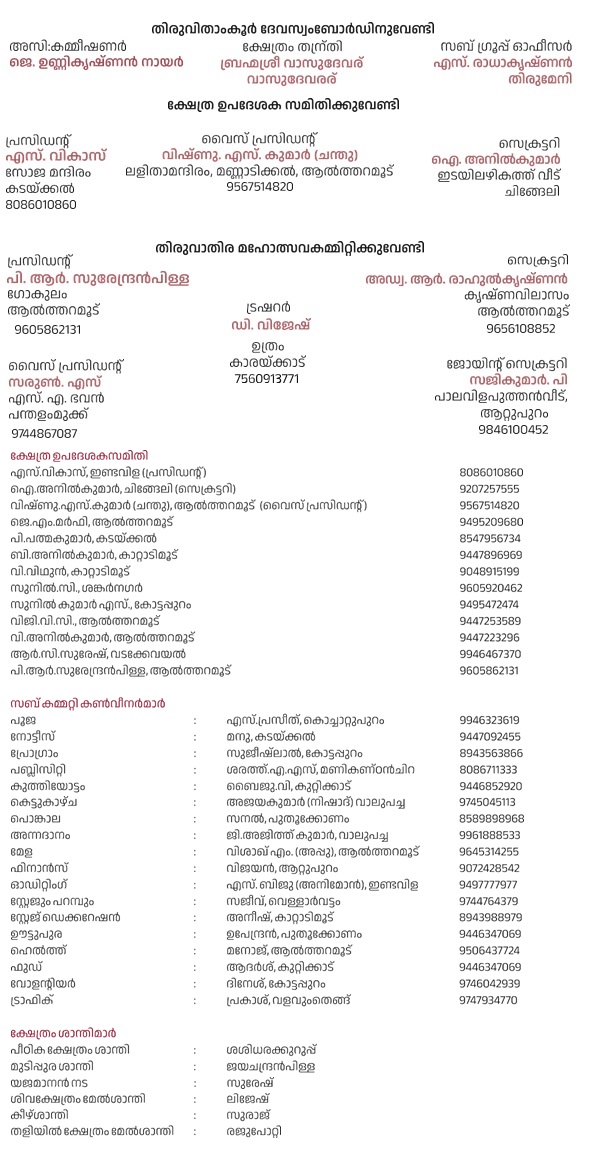 തിരുവിതാംകൂർ ദേവസ്വംബോർഡിനുവേണ്ടി
അസി:കമ്മീഷണർ
ജെ. ഉണ്ണികൃഷ്ണൻ നായർ
ക്ഷേത്രം തന്ത്രി
ബ്രഹ്മശ്രീ വാസുദേവര്
വാസുദേവരര്
സബ് ഗ്രൂപ്പ് ഓഫീസർ
എസ്. രാധാകൃഷ്ണൻ
തിരുമേനി
ക്ഷേത്ര ഉപദേശക സമിതിക്കുവേണ്ടി
പ്രസിഡന്റ്
എസ്. വികാസ്
സോജ മന്ദിരം
കടയ്ക്കൽ
8086010860
വൈസ് പ്രസിഡന്റ്
വിഷ്ണു. എസ്. കുമാർ (ചന്തു)
ലളിതാമന്ദിരം, മണ്ണാടിക്കൽ, ആൽത്തറമൂട്
9567514820
സെക്രട്ടറി
ഐ. അനിൽകുമാർ
ഇടയിലഴികത്ത് വീട്
ചിങ്ങേലി
തിരുവാതിര മഹോത്സവകമ്മിറ്റിക്കുവേണ്ടി
പ്രസിഡന്റ്
പി. ആർ. സുരേന്ദ്രൻപിള്ള
ഗോകുലം
ആൽത്തറമൂട്
9605862131
സെക്രട്ടറി
അഡ്വ. ആർ. രാഹുൽകൃഷ്ണൻ
കൃഷ്ണവിലാസം
ആൽത്തറമൂട്
9656108852
ട്രഷറർ
ഡി. വിജേഷ്
ഉത്രം
കാരയ്ക്കാട്
7560913771
വൈസ് പ്രസിഡന്റ്
സരുൺ. എസ്
എസ്. എ. ഭവൻ
പന്തളംമുക്ക്
9744867087
ജോയിന്റ് സെക്രട്ടറി
സജികുമാർ. പി
പാലവിളപുത്തൻവീട്,
ആറ്റുപുറം
9846100452
ക്ഷേത്ര ഉപദേശകസമിതി
എസ്.വികാസ്, ഇണ്ടവിള (പ്രസിഡന്റ്) 8086010860
ഐ.അനിൽകുമാർ, ചിങ്ങേലി (സെക്രട്ടറി) 9207257555
വിഷ്ണു.എസ്.കുമാർ (ചന്തു), ആൽത്തറമൂട് (വൈസ് പ്രസിഡന്റ്) 9567514820
ജെ.എം.മർഫി, ആൽത്തറമൂട് 9495209680
പി.പത്മകുമാർ, കടയ്ക്കൽ 8547956734
ബി.അനിൽകുമാർ, കാറ്റാടിമൂട് 9447896969
വി.വിഥുൻ, കാറ്റാടിമൂട് 9048915199
സുനിൽ.സി., ശങ്കർനഗർ 9605920462
സുനിൽ കുമാർ എസ്., കോട്ടപ്പുറം 9495472474
വിജി.വി.സി., ആൽത്തറമൂട് 9447253589
വി.അനിൽകുമാർ, ആൽത്തറമൂട് 9447223296
ആർ.സി.സുരേഷ്, വടക്കേവയൽ 9946467370
പി.ആർ.സുരേന്ദ്രൻപിള്ള, ആൽത്തറമൂട് 9605862131
സബ് കമ്മറ്റി കൺവീനർമാർ
പൂജ : എസ്.പ്രസീത്, കൊച്ചാറ്റുപുറം 9946323619
നോട്ടീസ് : മനു, കടയ്ക്കൽ 9447092455
പ്രോഗ്രാം : സുജീഷ്ലാൽ, കോട്ടപ്പുറം 8943563866
പബ്ലിസിറ്റി : ശരത്ത്.എ.എസ്, മണികണ്ഠൻചിറ 8086711333
കുത്തിയോട്ടം : ബൈജു.വി, കുറ്റിക്കാട് 9446852920
കെട്ടുകാഴ്ച : അജയകുമാർ (നിഷാദ്) വാലുപച്ച 9745045113
പൊങ്കാല : സനൽ, പുതുക്കോണം 8589898968
അന്നദാനം : ജി.അജിത്ത് കുമാർ, വാലുപച്ച 9961888533
മേള : വിശാഖ് എം. (അപ്പു), ആൽത്തറമൂട് 9645314255
ഫിനാൻസ് : വിജയൻ, ആറ്റുപുറം 9072428542
ഓഡിറ്റിംഗ് : എസ്. ബിജു (അനിമോൻ), ഇണ്ടവിള 9497777977
സ്റ്റേജും പറമ്പും : സജീവ്, വെള്ളാർവട്ടം 9744764379
സ്റ്റേജ് ഡെക്കറേഷൻ : അനീഷ്, കാറ്റാടിമൂട് 8943988979
ഊട്ടുപുര : ഉപേന്ദ്രൻ, പുതുക്കോണം 9446347069
ഹെൽത്ത് : മനോജ്, ആൽത്തറമൂട് 9506437724
ഫുഡ് : ആദർശ്, കുറ്റിക്കാട് 9446347069
വോളന്റിയർ : ദിനേശ്, കോട്ടപ്പുറം 9746042939
ട്രാഫിക് : പ്രകാശ്, വളവുംതെങ്ങ് 9747934770
ക്ഷേത്രം ശാന്തിമാർ
പീഠിക ക്ഷേത്രം ശാന്തി : ശശിധരക്കുറുപ്പ്
മുടിപ്പുര ശാന്തി : ജയചന്ദ്രൻപിള്ള
യജമാനൻ നട : സുരേഷ്
ശിവക്ഷേത്രം മേൽശാന്തി : ലിജേഷ്
കീഴ്ശാന്തി : സുരാജ്
തളിയിൽ ക്ഷേത്രം മേൽശാന്തി : രജുപോറ്റി